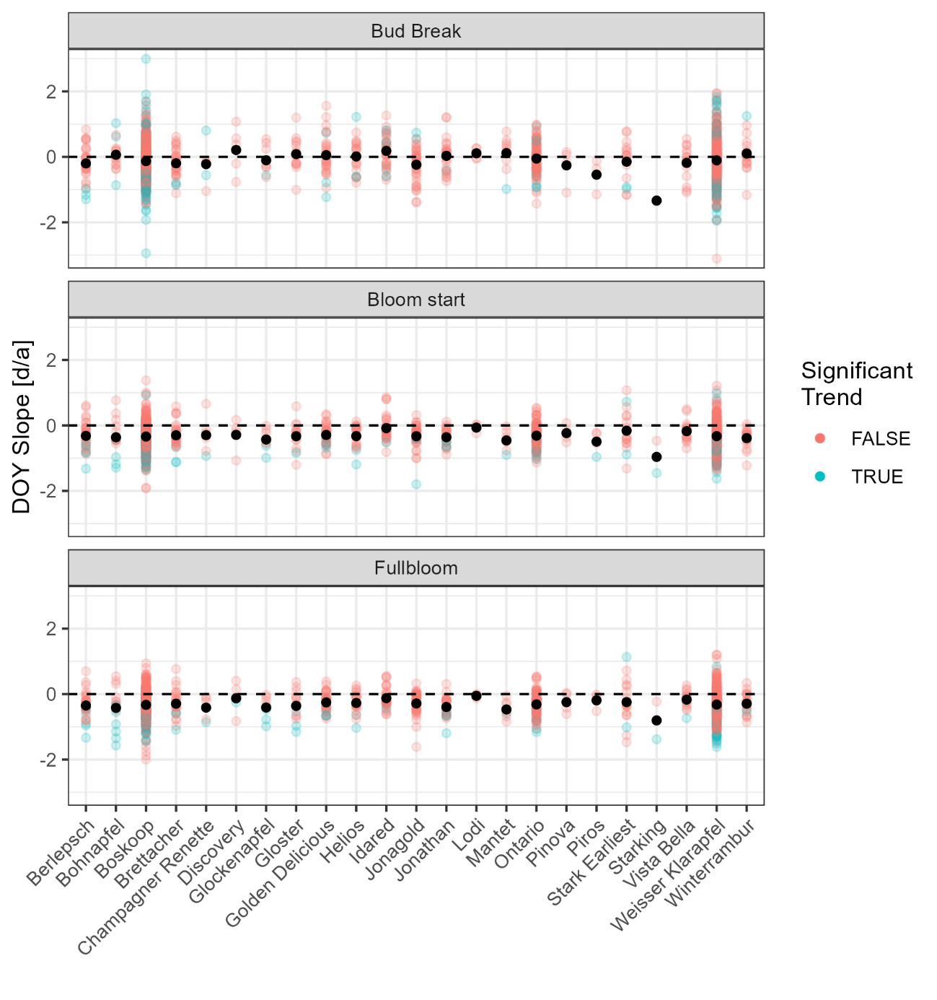 Bud Break
2
0
-2
Bloom start
2
0
-2
DOY Slope [d/a]
Fullbloom
2
0
-2
Berlepsch
Bohnapfel
Boskoop
Brettacher
Champagner Renette
Discovery
Glockenapfel
Gloster
Golden Delicious
Helios
Idared
Jonagold
Jonathan
Lodi
Mantet
Ontario
Pinova
Piros
Stark Earliest
Starking
Vista Bella
Weisser Klarapfel
Winterrambur
Significant
Trend
FALSE
TRUE